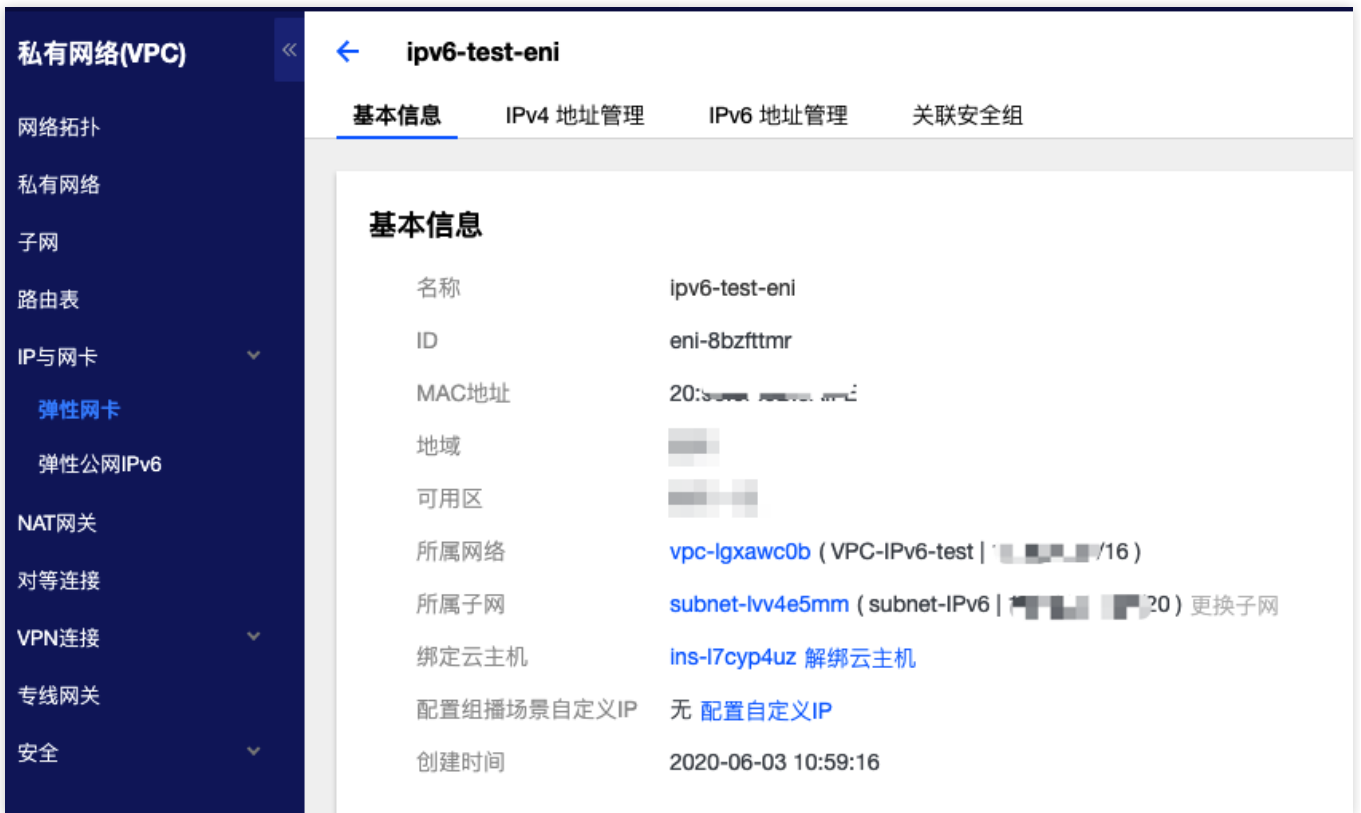 私有网络(VPC)
网络拓扑
私有网络
子网
路由表
IP与网卡
弹性网卡
弹性公网IPv6
NAT网关
对等连接
VPN连接
专线网关
安全
ipv6-test-eni
基本信息 IPv4 地址管理 IPv6 地址管理 关联安全组
基本信息
名称 ipv6-test-eni
ID eni-8bzfttmr
MAC地址 20:
地域
可用区
所属网络 vpc-lgxawc0b ( VPC-IPv6-test | /16 )
所属子网 subnet-lvv4e5mm ( subnet-IPv6 | 20 ) 更换子网
绑定云主机 ins-l7cyp4uz 解绑云主机
配置组播场景自定义IP 无 配置自定义IP
创建时间 2020-06-03 10:59:16